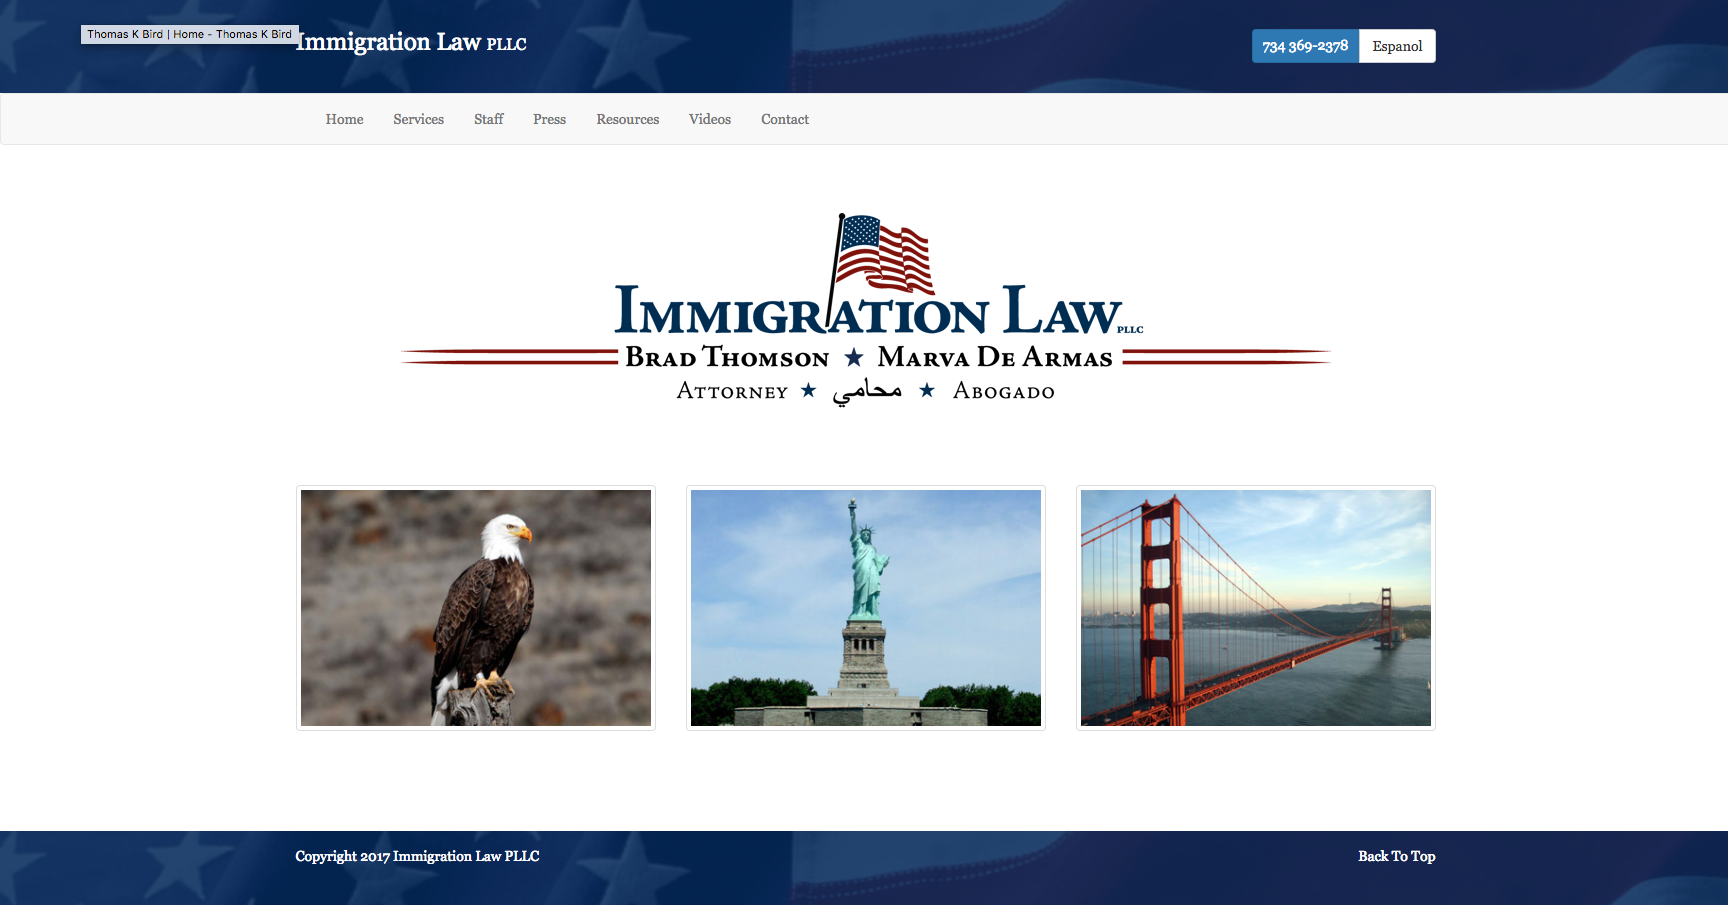 Thomas K Bird | Home - Thomas K Bird
Immigration Law PLLC
734 369-2378
Espanol
Home
Services
Staff
Press
Resources
Videos
Contact
IMMIGRATION LAW PLLC
BRAD THOMSON ★ MARVA DE ARMAS
ATTORNEY ★ محامي ★ ABOGADO
Copyright 2017 Immigration Law PLLC
Back To Top